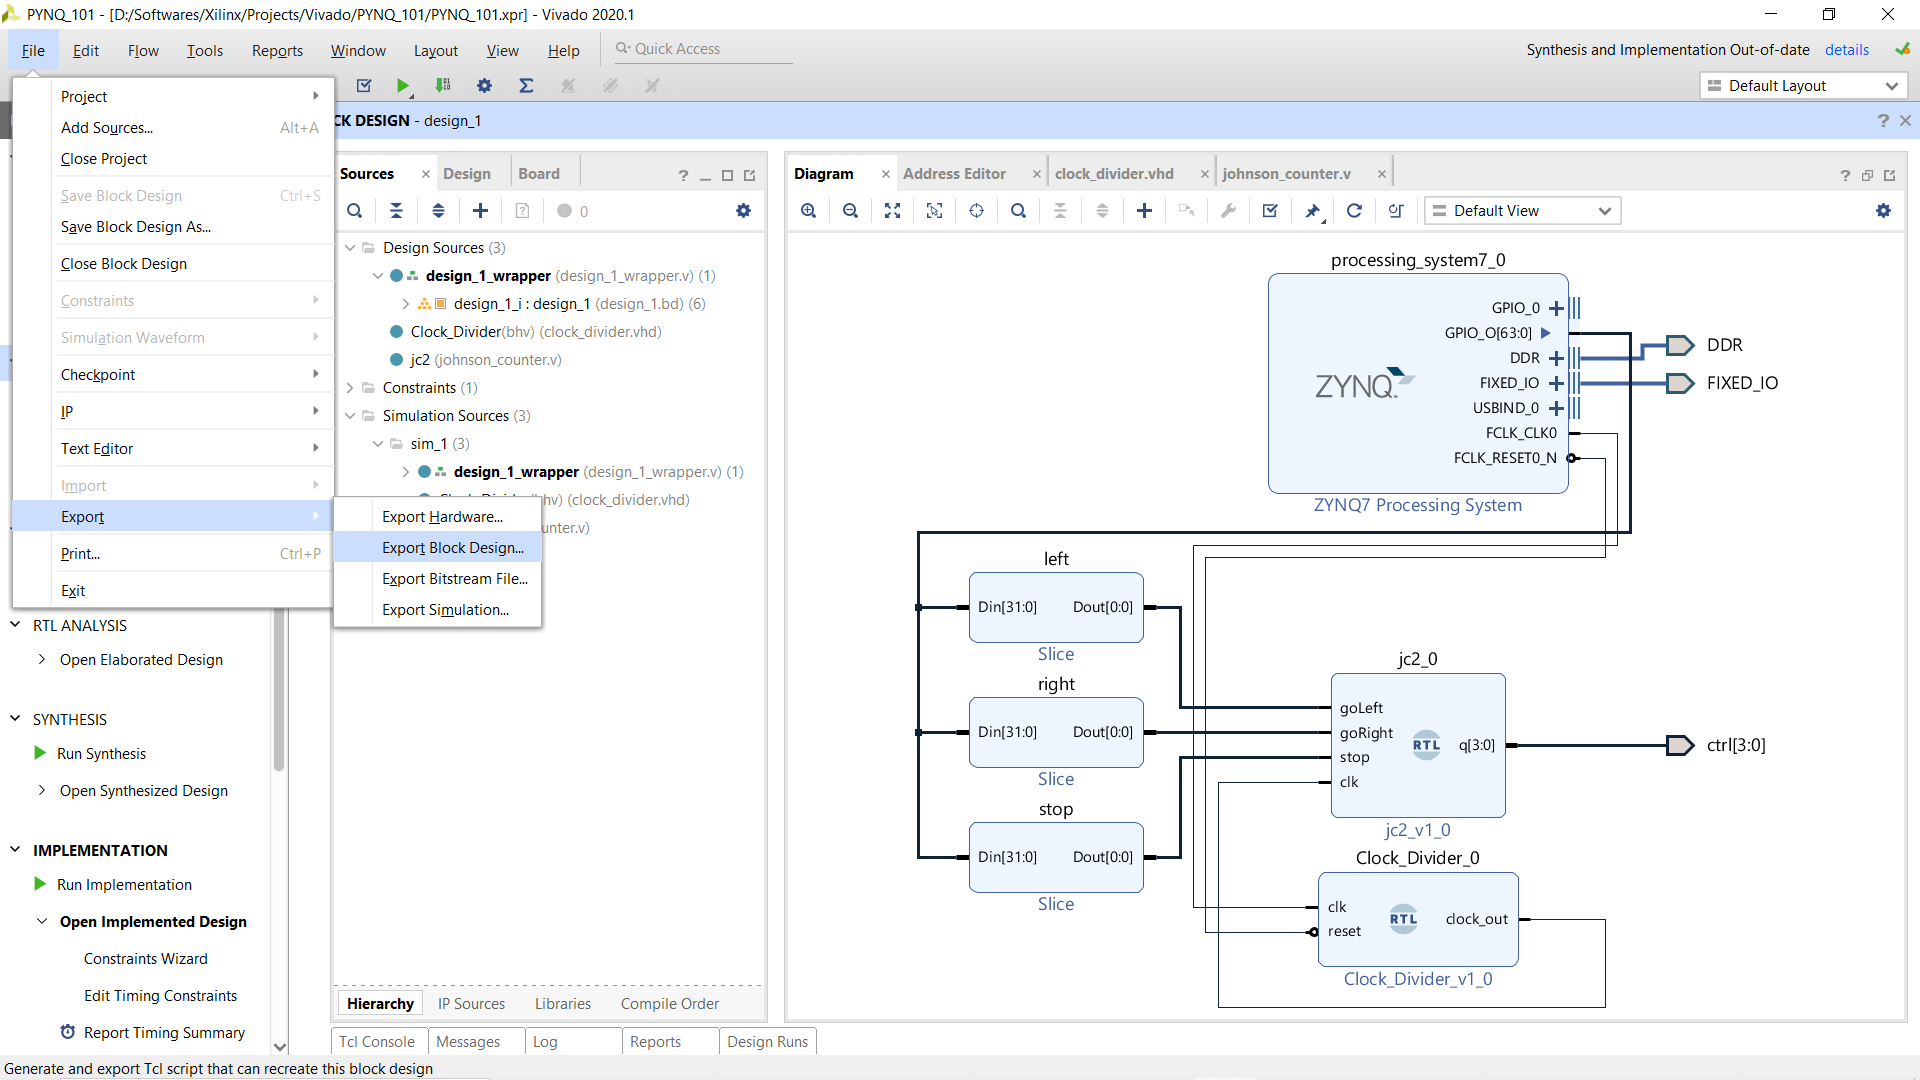 PYNQ_101 - [D:/Softwares/Xilinx/Projects/Vivado/PYNQ_101/PYNQ_101.xpr] - Vivado 2020.1
File Edit Flow Tools Reports Window Layout View Help Quick Access
Synthesis and Implementation Out-of-date details
Default Layout
CK DESIGN - design_1
Project
Add Sources... Alt+A
Close Project
Save Block Design Ctrl+S
Save Block Design As...
Close Block Design
Constraints
Simulation Waveform
Checkpoint
IP
Text Editor
Import
Export
Print... Ctrl+P
Exit
Export Hardware...
Export Block Design...
Export Bitstream File...
Export Simulation...
RTL ANALYSIS
Open Elaborated Design
SYNTHESIS
Run Synthesis
Open Synthesized Design
IMPLEMENTATION
Run Implementation
Open Implemented Design
Constraints Wizard
Edit Timing Constraints
Report Timing Summary
Sources Design Board
0
Design Sources (3)
design_1_wrapper (design_1_wrapper.v) (1)
design_1_i : design_1 (design_1.bd) (6)
Clock_Divider(bhv) (clock_divider.vhd)
jc2 (johnson_counter.v)
Constraints (1)
Simulation Sources (3)
sim_1 (3)
design_1_wrapper (design_1_wrapper.v) (1)
(clock_divider.vhd)
unter.v)
Hierarchy IP Sources Libraries Compile Order
Tcl Console Messages Log Reports Design Runs
Diagram Address Editor clock_divider.vhd johnson_counter.v
Default View
processing_system7_0
GPIO_0
GPIO_O[63:0]
DDR
FIXED_IO
USBIND_0
FCLK_CLK0
FCLK_RESET0_N
ZYNQ
ZYNQ7 Processing System
DDR
FIXED_IO
left
Din[31:0] Dout[0:0]
Slice
right
Din[31:0] Dout[0:0]
Slice
stop
Din[31:0] Dout[0:0]
Slice
jc2_0
goLeft
goRight
stop
clk
RTL
q[3:0]
jc2_v1_0
ctrl[3:0]
Clock_Divider_0
clk
reset
RTL
clock_out
Clock_Divider_v1_0
Generate and export Tcl script that can recreate this block design